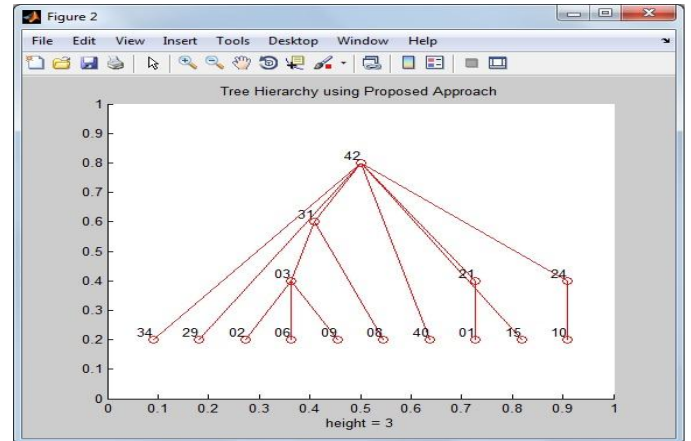 Figure 2
File Edit View Insert Tools Desktop Window Help
Tree Hierarchy using Proposed Approach
1
0.9
0.8
0.7
0.6
0.5
0.4
0.3
0.2
0.1
0
42
31
03 21 24
34 29 02 06 09 08 40 01 15 10
0 0.1 0.2 0.3 0.4 0.5 0.6 0.7 0.8 0.9 1
height = 3